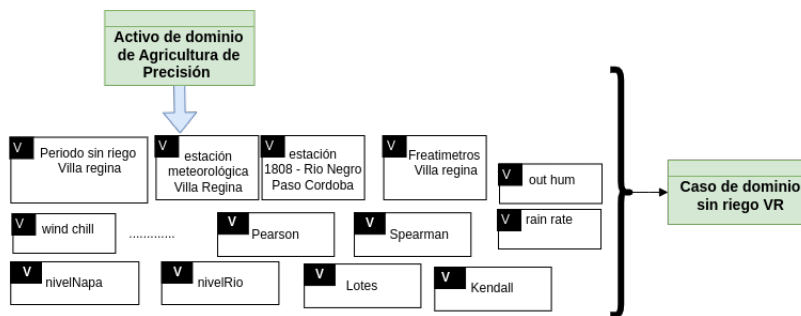 Activo de dominio
de Agricultura de
Precisión
V
Periodo sin riego
Villa regina
V
estación
meteorológica
Villa Regina
V
estación
1808 - Rio Negro
Paso Cordoba
V
Freatimetros
Villa regina
V
out hum
V
wind chill
.............
V
Pearson
V
Spearman
V
rain rate
V
nivelNapa
V
nivelRio
V
Lotes
V
Kendall
Caso de dominio
sin riego VR